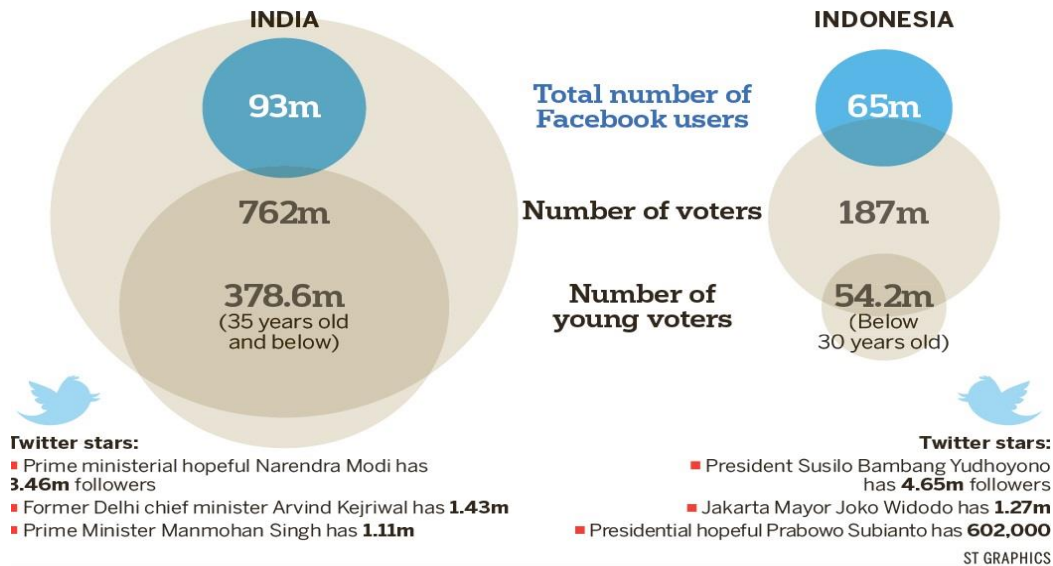 INDIA
INDONESIA
93m
Total number of
Facebook users
65m
762m
Number of voters
187m
378.6m
(35 years old
and below)
Number of
young voters
54.2m
(Below
30 years old)
Twitter stars:
Prime ministerial hopeful Narendra Modi has
3.46m followers
Former Delhi chief minister Arvind Kejriwal has 1.43m
Prime Minister Manmohan Singh has 1.11m
Twitter stars:
President Susilo Bambang Yudhoyono
has 4.65m followers
Jakarta Mayor Joko Widodo has 1.27m
Presidential hopeful Prabowo Subianto has 602,000
ST GRAPHICS